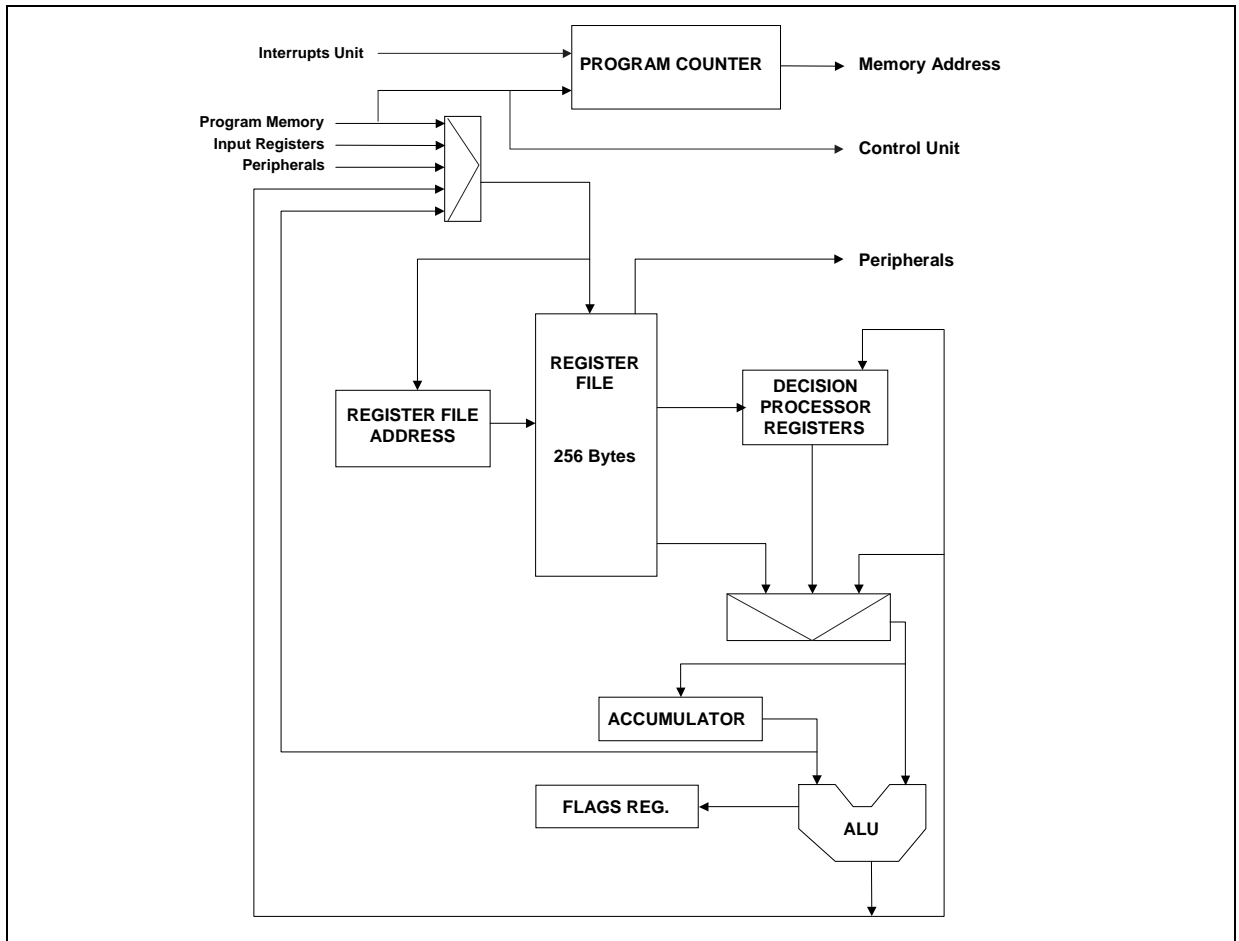 Interrupts Unit
PROGRAM COUNTER
Memory Address
Program Memory
Input Registers
Peripherals
Control Unit
Peripherals
REGISTER
FILE
256 Bytes
REGISTER FILE
ADDRESS
DECISION
PROCESSOR
REGISTERS
ACCUMULATOR
FLAGS REG.
ALU